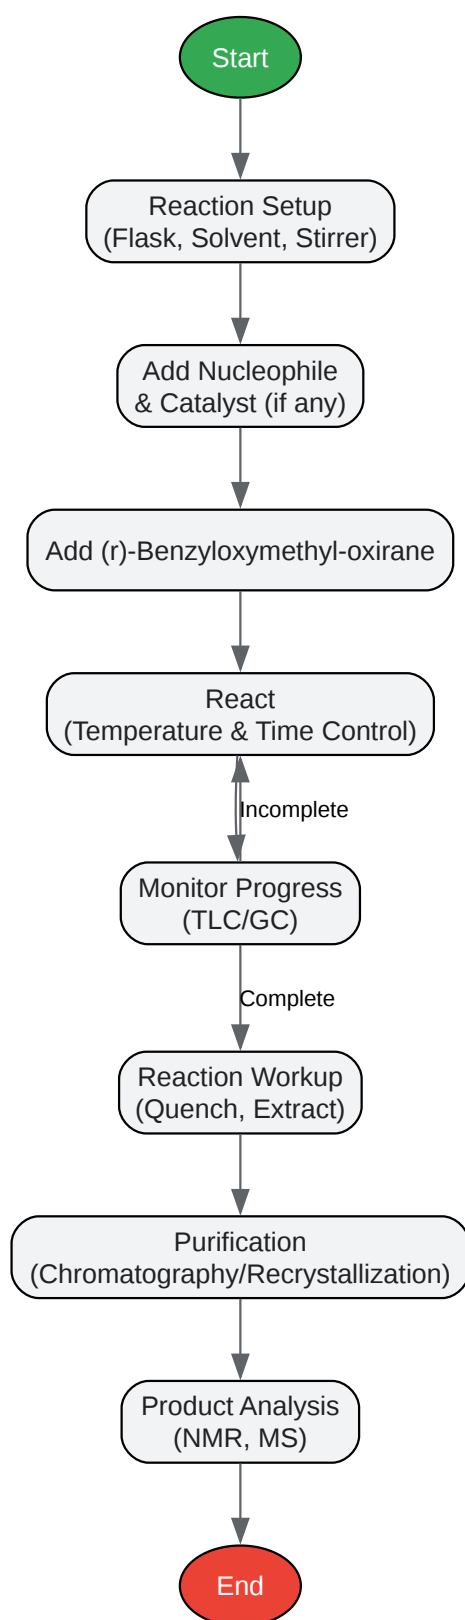 Start
Reaction Setup
(Flask, Solvent, Stirrer)
Add Nucleophile
& Catalyst (if any)
Add (r)-Benzyloxymethyl-oxirane
React
(Temperature & Time Control)
Incomplete
Monitor Progress
(TLC/GC)
Complete
Reaction Workup
(Quench, Extract)
Purification
(Chromatography/Recrystallization)
Product Analysis
(NMR, MS)
End